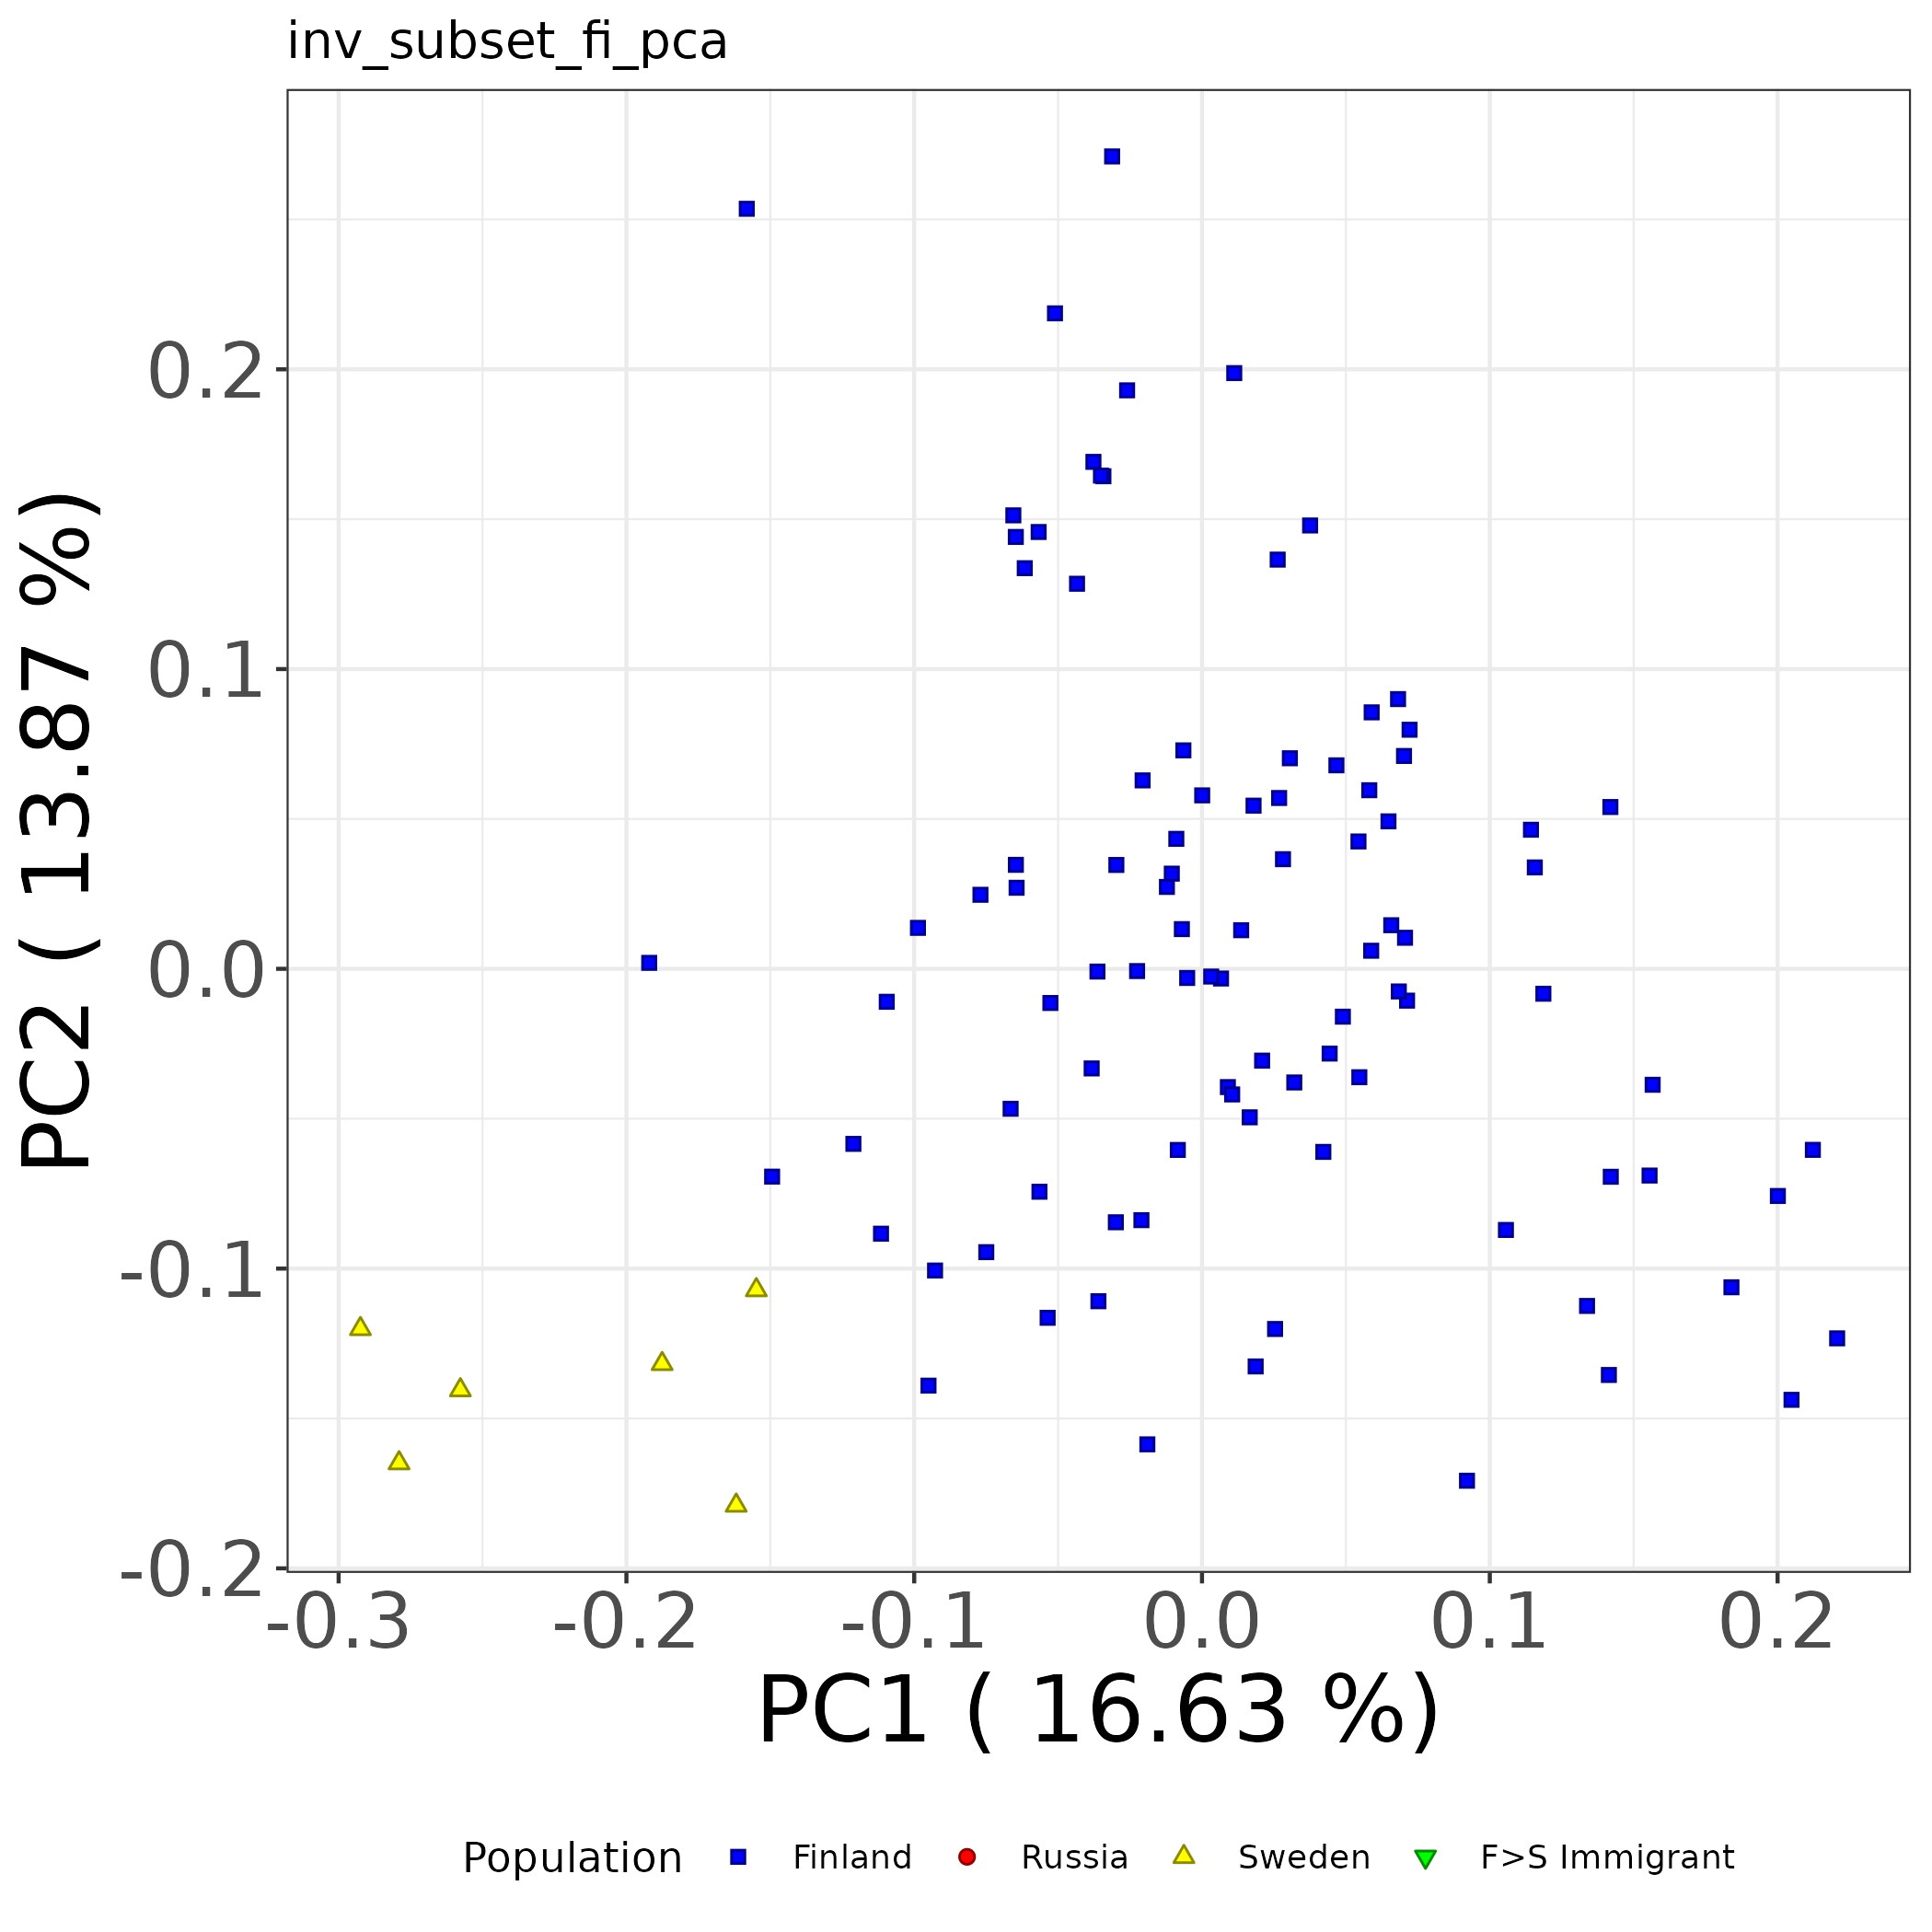 inv_subset_fi_pca
PC2 ( 13.87 %)
0.2
0.1
0.0
-0.1
-0.2
-0.3 -0.2 -0.1 0.0 0.1 0.2
PC1 ( 16.63 %)
Population Finland Russia Sweden F>S Immigrant